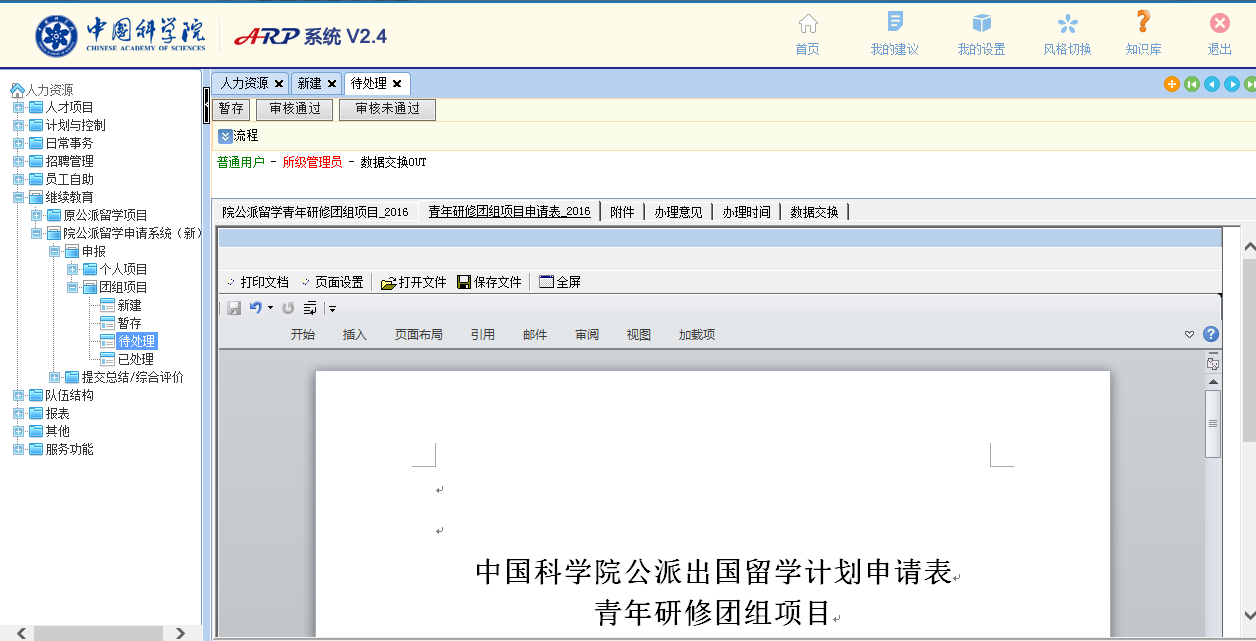 中国科学院
CHINESE ACADEMY OF SCIENCES
ARP 系统 V2.4
首页
我的建议
我的设置
风格切换
知识库
退出
人力资源
人才项目
计划与控制
日常事务
招聘管理
员工自助
继续教育
原公派留学项目
院公派留学申请系统（新）
申报
个人项目
团组项目
新建
暂存
待处理
已处理
提交总结/综合评价
队伍结构
报表
其他
服务功能
人力资源 新建 待处理
暂存 审核通过 审核未通过
流程
普通用户 - 所级管理员 - 数据交换OUT
院公派留学青年研修团组项目_2016 青年研修团组项目申请表_2016 附件 办理意见 办理时间 数据交换
打印文档 页面设置 打开文件 保存文件 全屏
开始 插入 页面布局 引用 邮件 审阅 视图 加载项
中国科学院公派出国留学计划申请表
青年研修团组项目